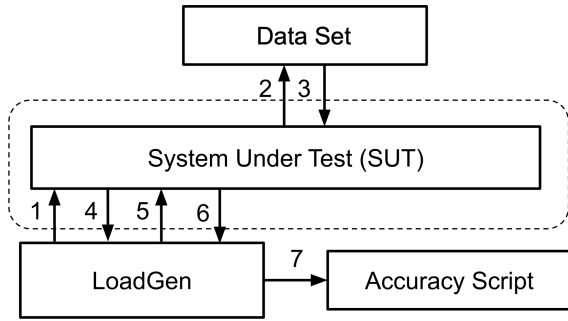 Data Set
2 3
System Under Test (SUT)
1 4 5 6
7
LoadGen
Accuracy Script